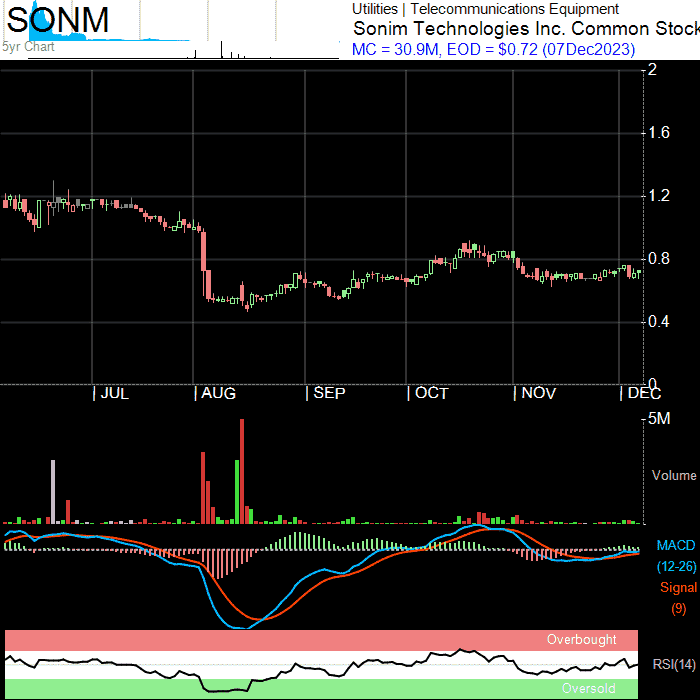 SONM
5yr Chart
Utilities | Telecommunications Equipment
Sonim Technologies Inc. Common Stock
MC = 30.9M, EOD = $0.72 (07Dec2023)
2
1.6
1.2
0.8
0.4
0
JUL
AUG
SEP
OCT
NOV
DEC
5M
Volume
MACD
(12-26)
Signal
(9)
Overbought
RSI(14)
Oversold